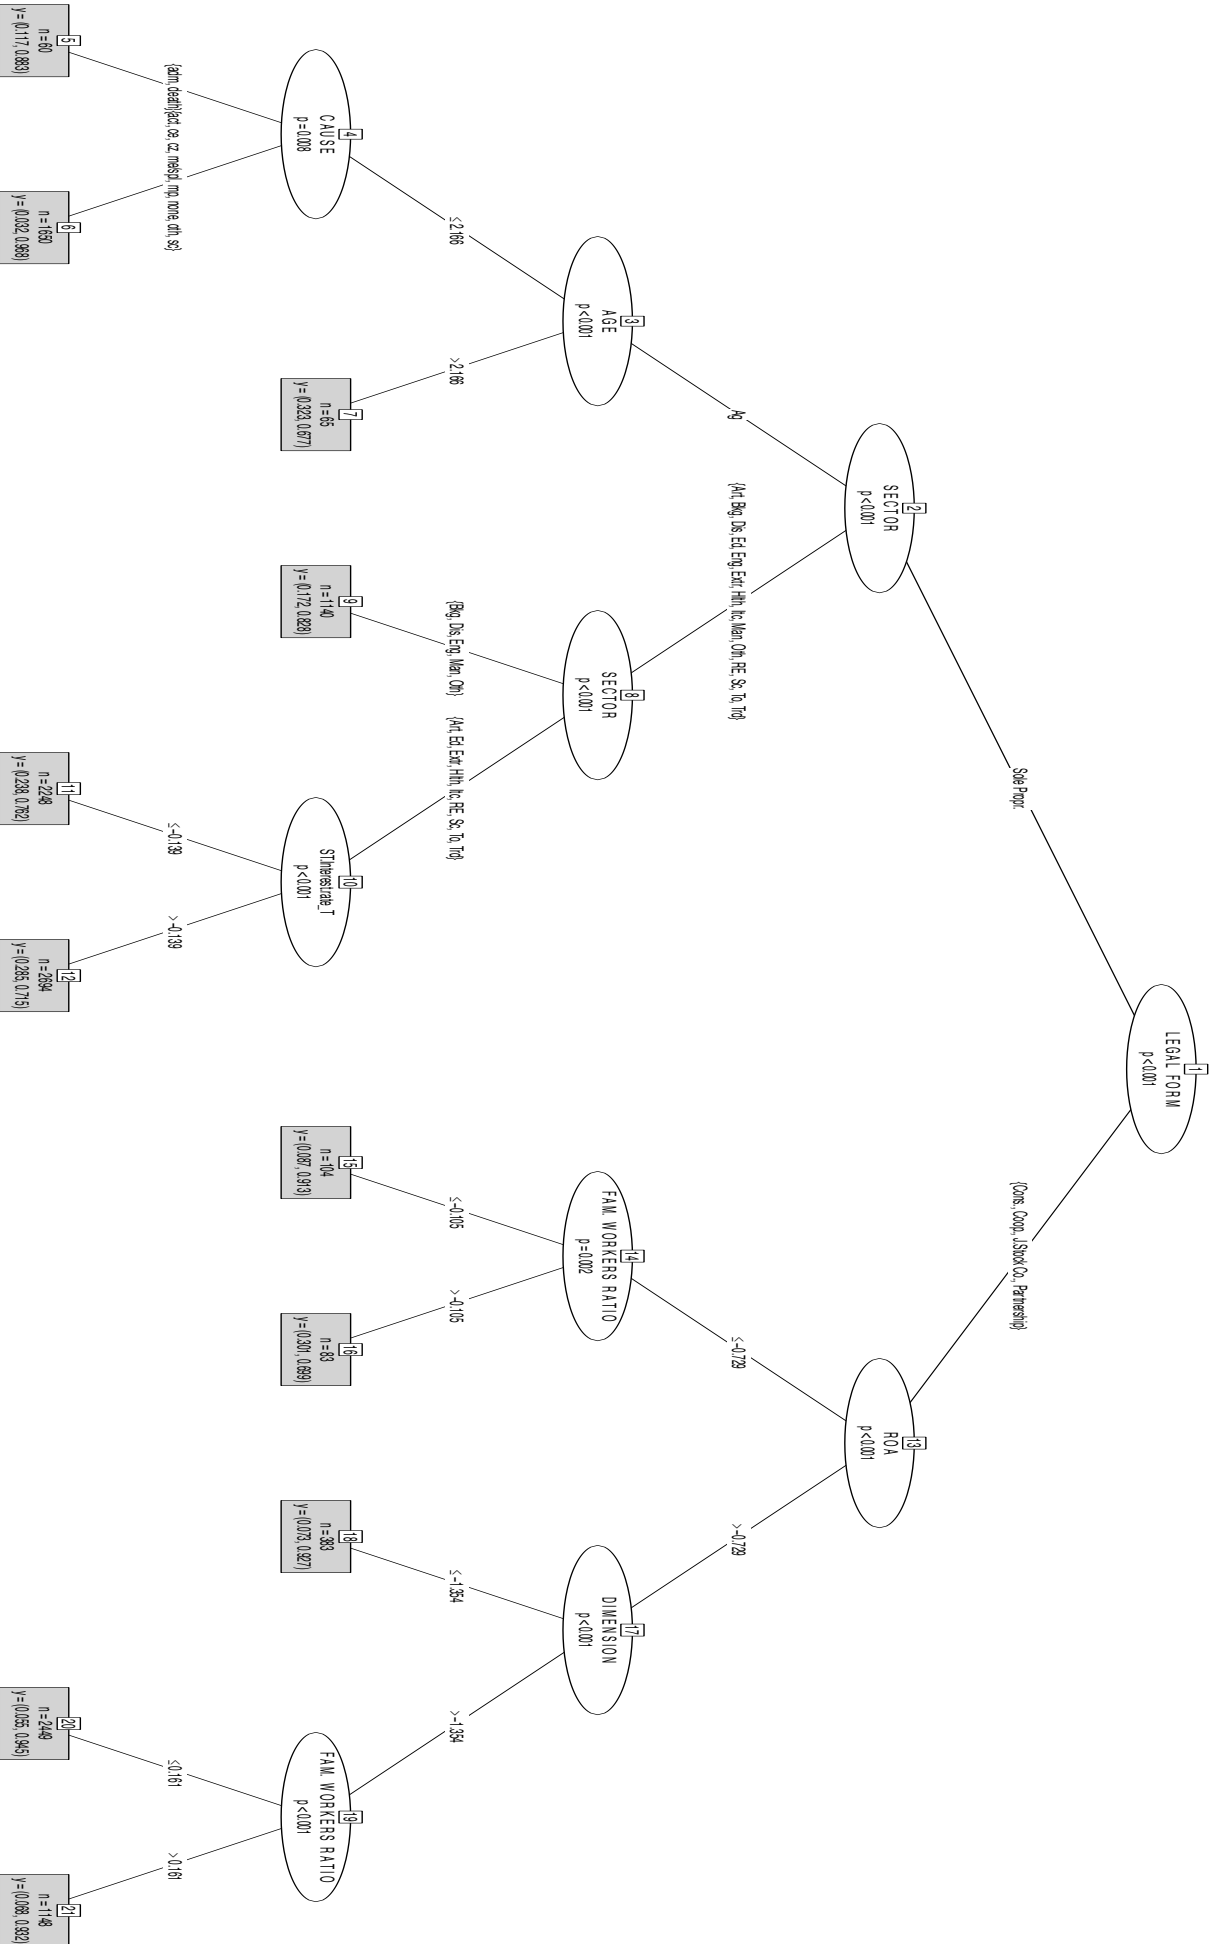 1
LEGAL FORM
p < 0.001
Sole Propr.
{Cons., Coop., J.Stock Co., Partnership}
2
SECTOR
p < 0.001
Ag
{Art, Bkg, Dis, Ed, Eng, Extr, Hlth, Itc, Man, Oth, RE, Sc, To, Trd}
3
AGE
p < 0.001
≤ 2.166
> 2.166
4
CAUSE
p = 0.008
{adm, death}
{act, ce, cz, me/spl, mp, none, oth, sc}
5
n = 60
y = (0.117, 0.883)
6
n = 1650
y = (0.032, 0.968)
7
n = 65
y = (0.323, 0.677)
8
SECTOR
p < 0.001
{Bkg, Dis, Eng, Man, Oth}
{Art, Ed, Extr, Hlth, Itc, RE, Sc, To, Trd}
9
n = 1140
y = (0.172, 0.828)
10
ST.Interest.rate_T
p < 0.001
≤ −0.139
> −0.139
11
n = 2248
y = (0.238, 0.762)
12
n = 2694
y = (0.285, 0.715)
13
ROA
p < 0.001
≤ −0.729
> −0.729
14
FAM. WORKERS RATIO
p = 0.002
≤ −0.105
> −0.105
15
n = 104
y = (0.087, 0.913)
16
n = 83
y = (0.301, 0.699)
17
DIMENSION
p < 0.001
≤ −1.354
> −1.354
18
n = 383
y = (0.073, 0.927)
19
FAM. WORKERS RATIO
p < 0.001
≤ 0.161
> 0.161
20
n = 2449
y = (0.055, 0.945)
21
n = 1148
y = (0.068, 0.932)